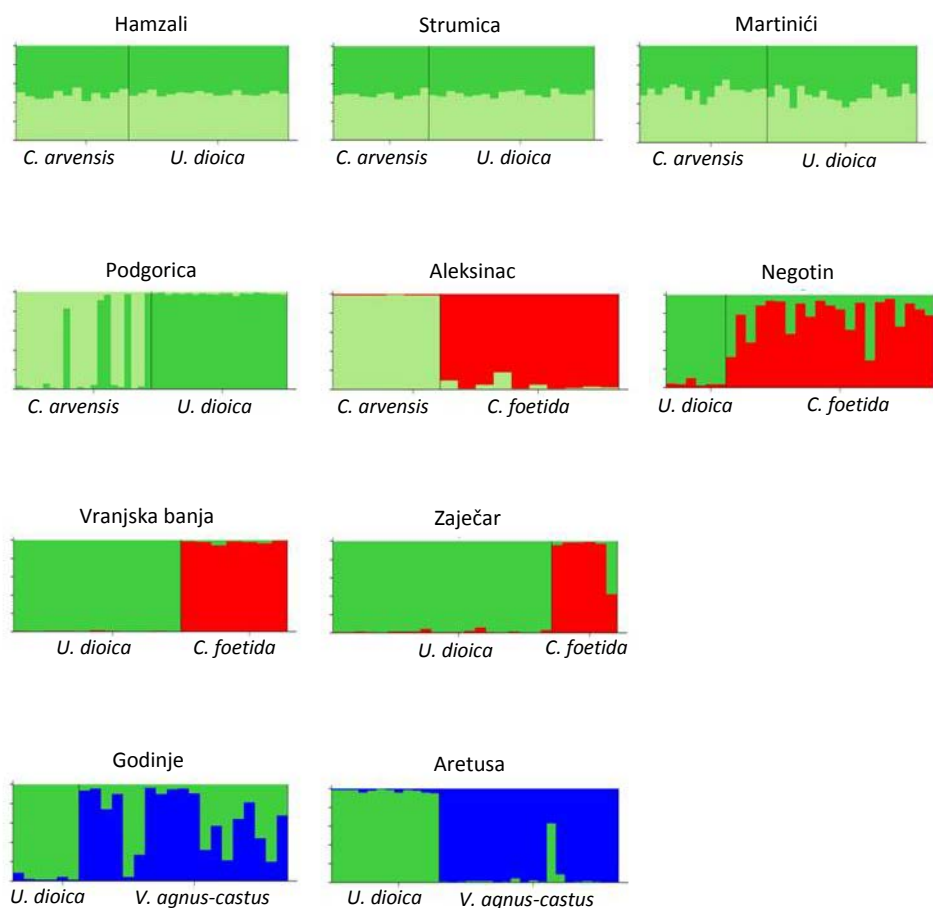 Hamzali
Strumica
Martinići
C. arvensis U. dioica
C. arvensis U. dioica
C. arvensis U. dioica
Podgorica
Aleksinac
Negotin
C. arvensis U. dioica
C. arvensis C. foetida
U. dioica C. foetida
Vranjska banja
Zaječar
U. dioica C. foetida
U. dioica C. foetida
Godinje
Aretusa
U. dioica V. agnus-castus
U. dioica V. agnus-castus